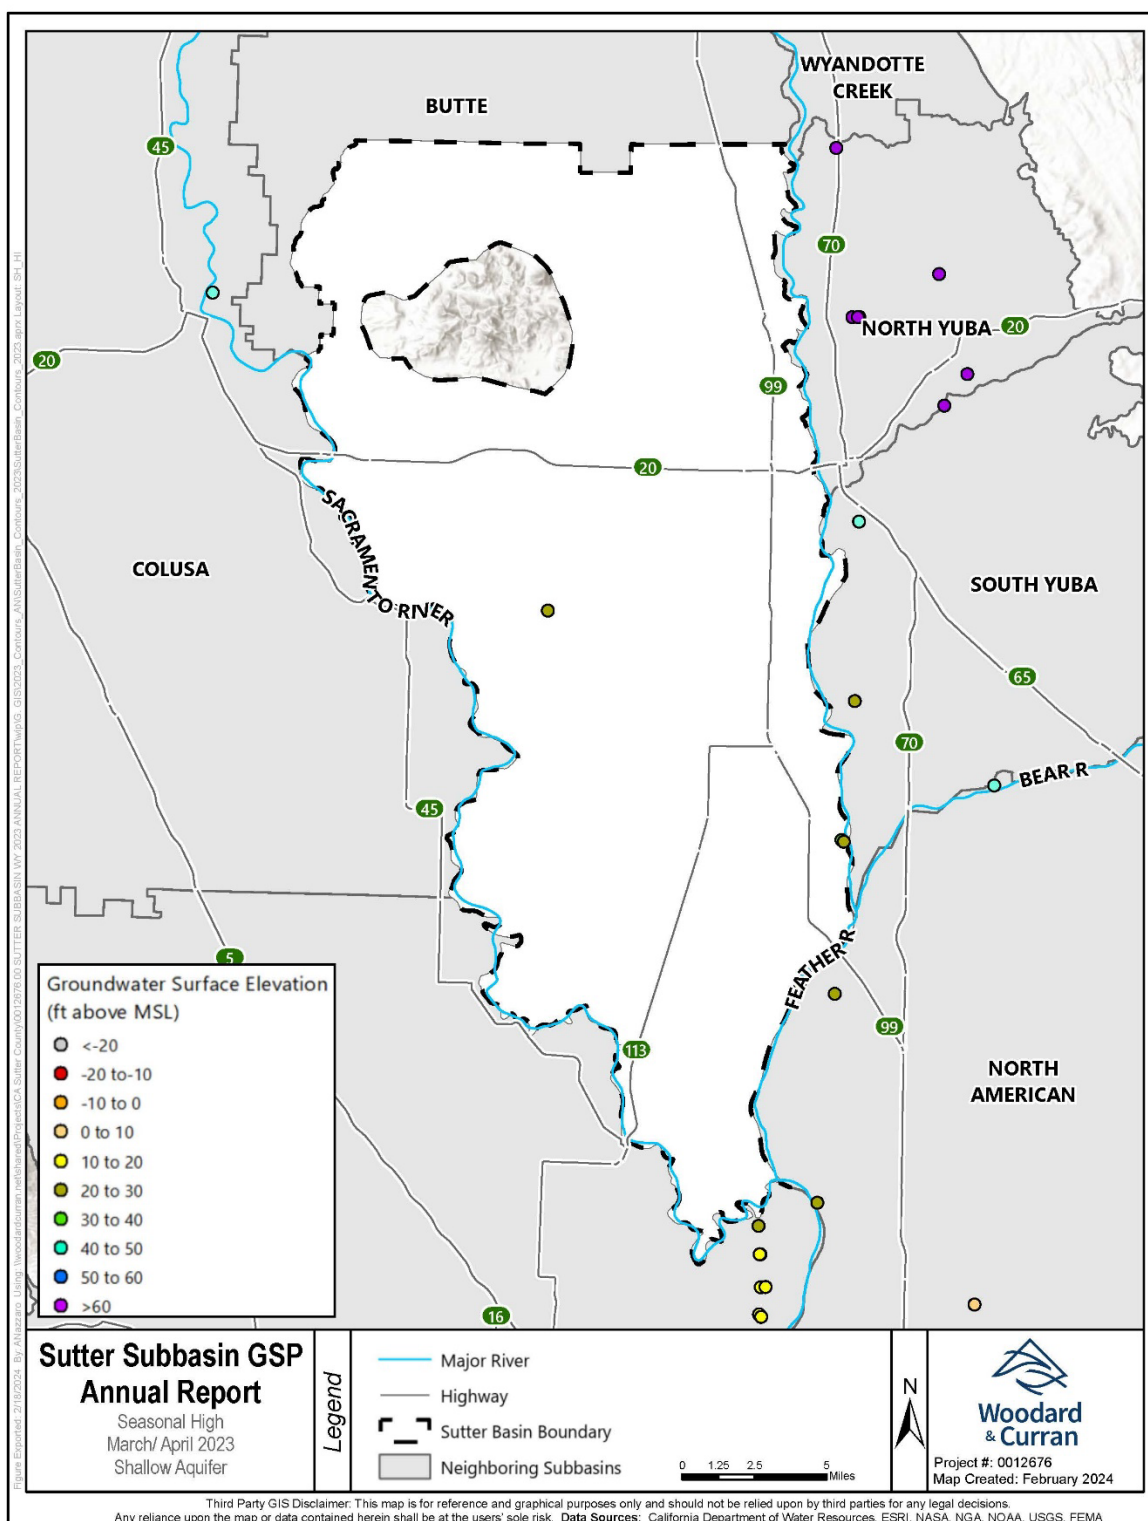 WYANDOTTE
CREEK
BUTTE
45
70
NORTH YUBA
20
20
99
20
SACRAMENTO RIVER
COLUSA
SOUTH YUBA
65
70
BEAR R
45
5
FEATHER R
99
113
NORTH
AMERICAN
16
Groundwater Surface Elevation
(ft above MSL)
<-20
-20 to-10
-10 to 0
0 to 10
10 to 20
20 to 30
30 to 40
40 to 50
50 to 60
>60
Sutter Subbasin GSP
Annual Report
Seasonal High
March/ April 2023
Shallow Aquifer
Legend
Major River
Highway
Sutter Basin Boundary
Neighboring Subbasins
0 1.25 2.5 5
Miles
N
Woodard
& Curran
Project #: 0012676
Map Created: February 2024
Third Party GIS Disclaimer: This map is for reference and graphical purposes only and should not be relied upon by third parties for any legal decisions.
Any reliance upon the map or data contained herein shall be at the users' sole risk. Data Sources: California Department of Water Resources, ESRI, NASA, NGA, NOAA, USGS, FEMA